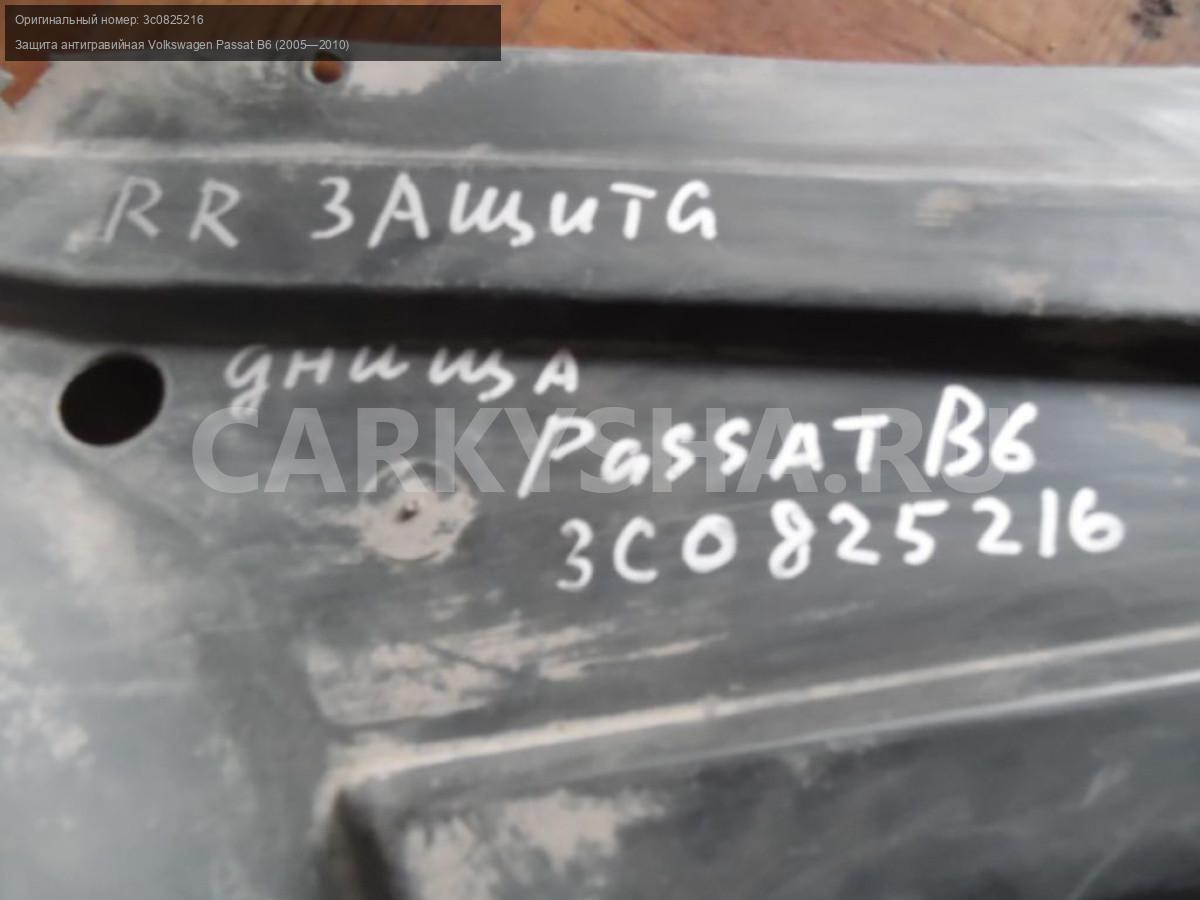 Оригинальный номер: 3c0825216
Защита антигравийная Volkswagen Passat B6 (2005—2010)
RR ЗАЩИТА
днища
CARKYSHA.RU
PASSAT B6
3C0825216